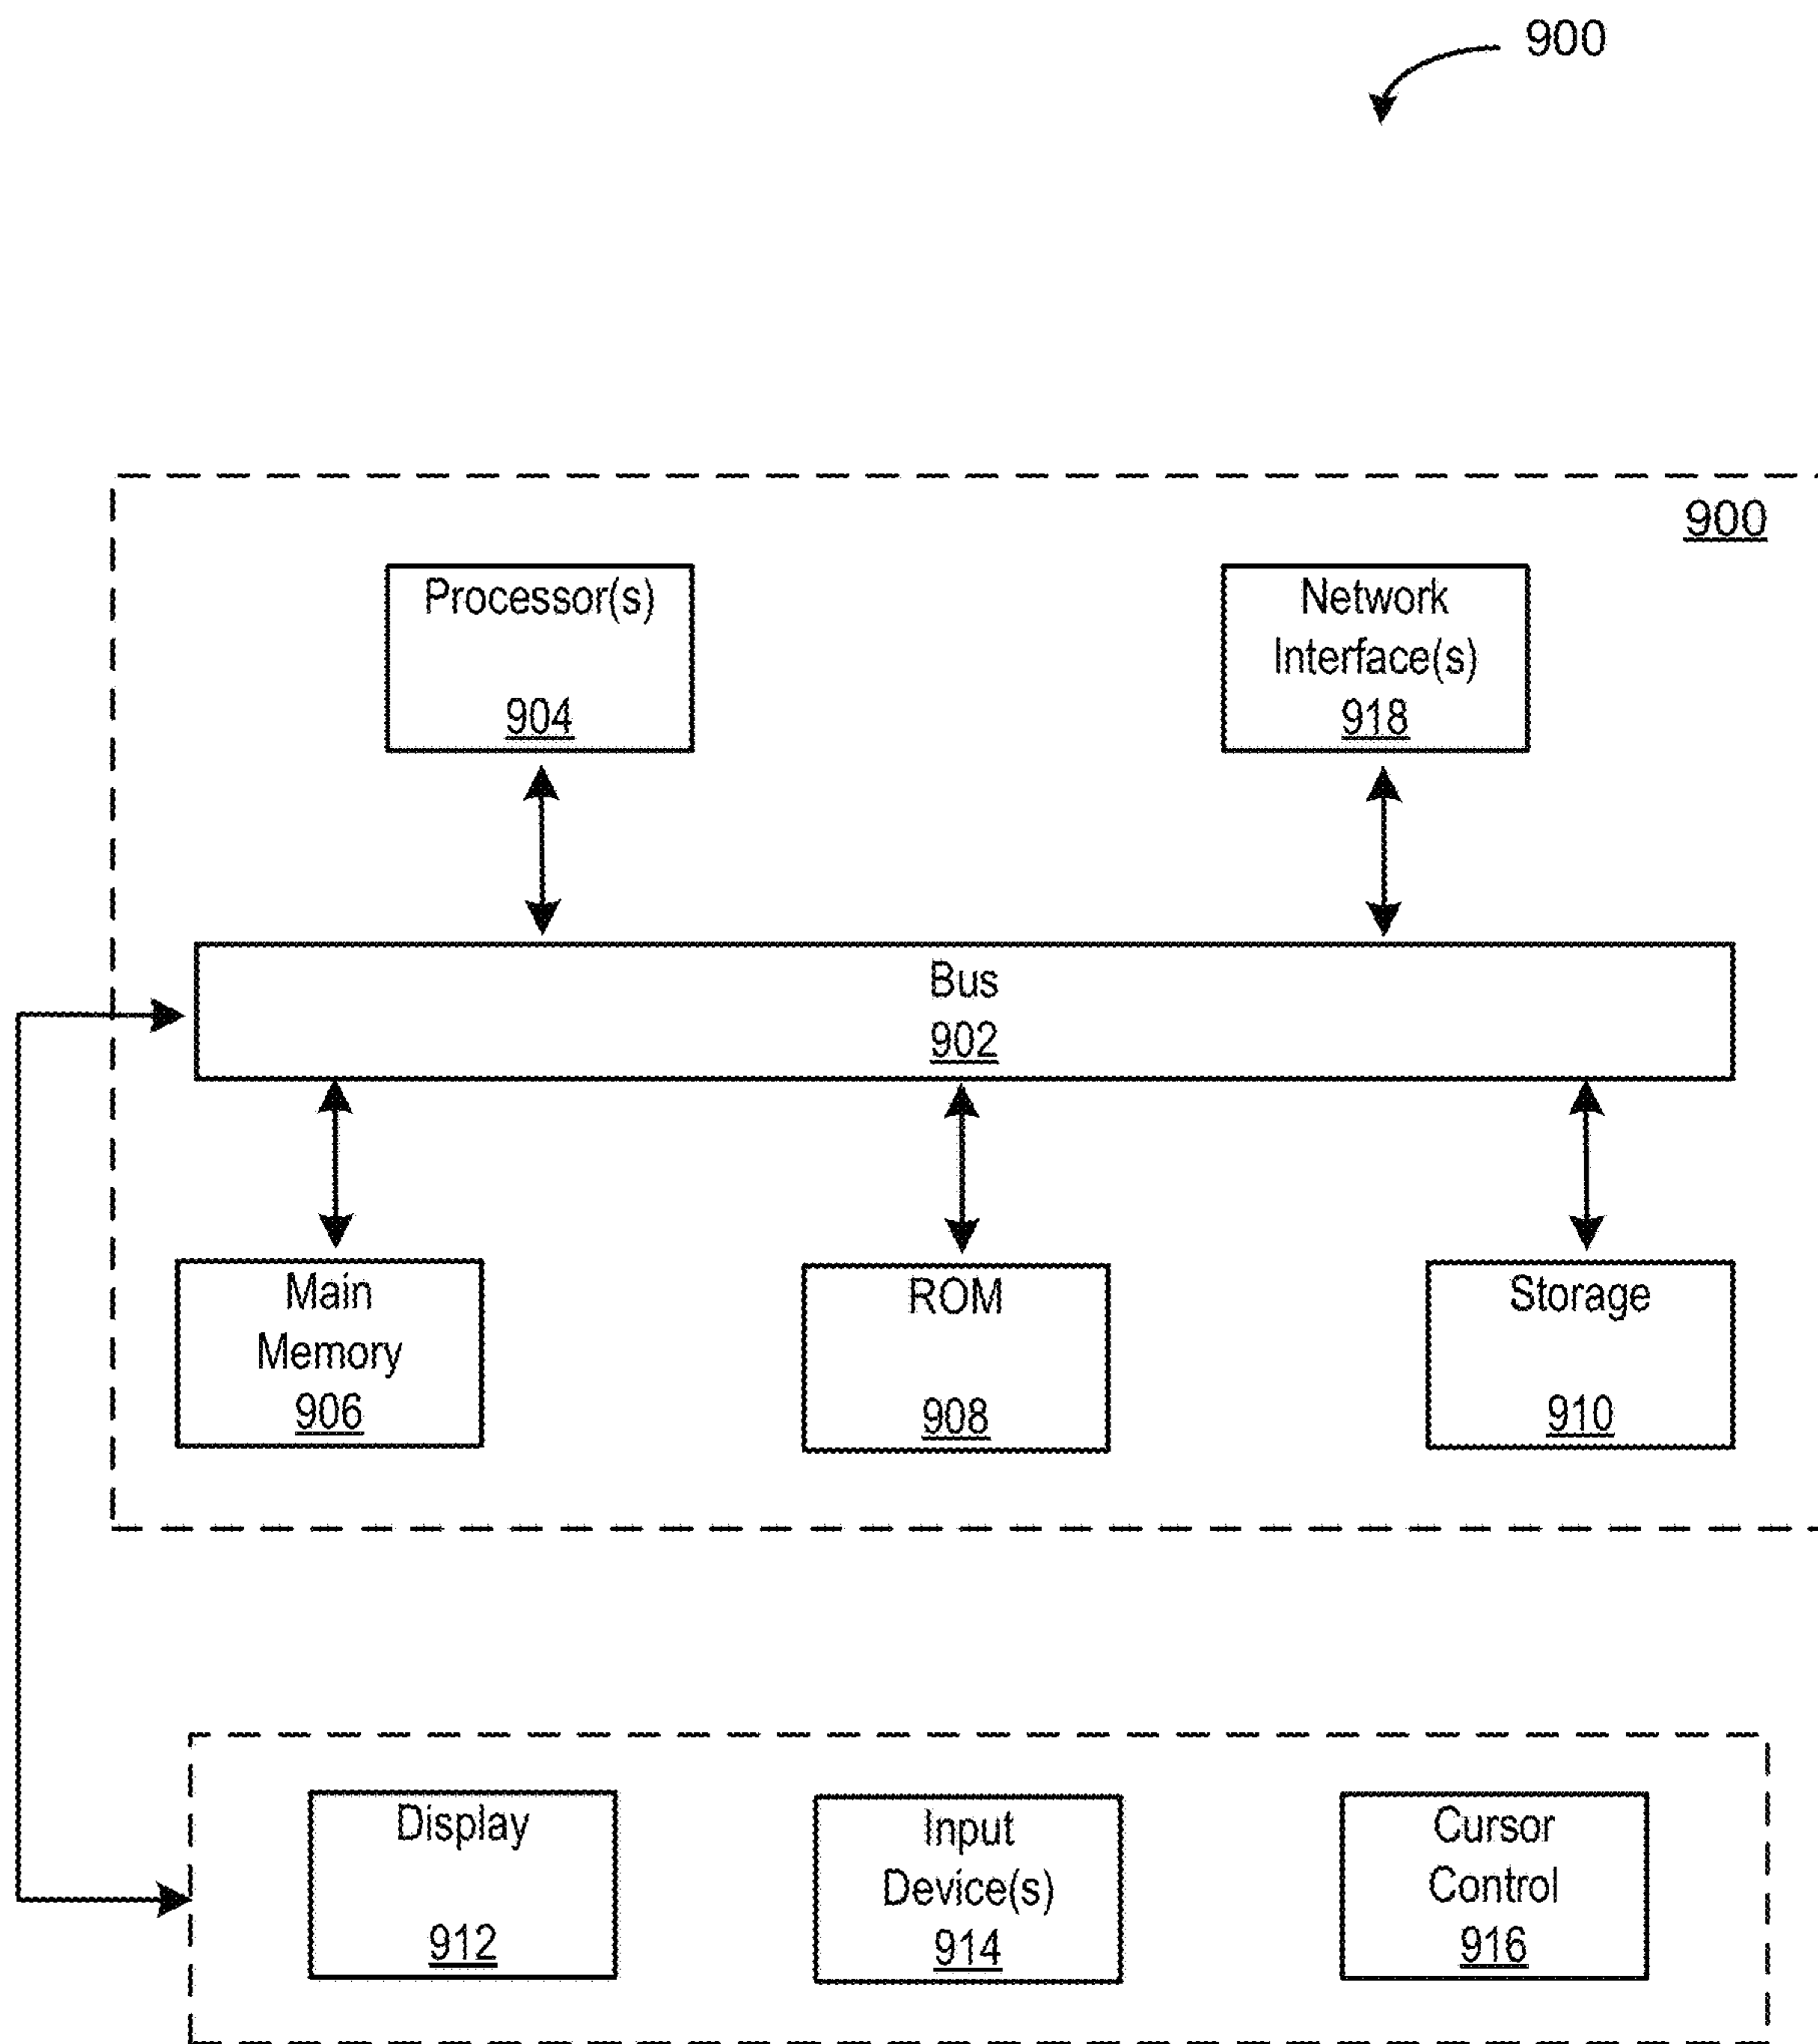 900
900
Processor(s)
904
Network
Interface(s)
918
Bus
902
Main
Memory
906
ROM
908
Storage
910
Display
912
Input
Device(s)
914
Cursor
Control
916